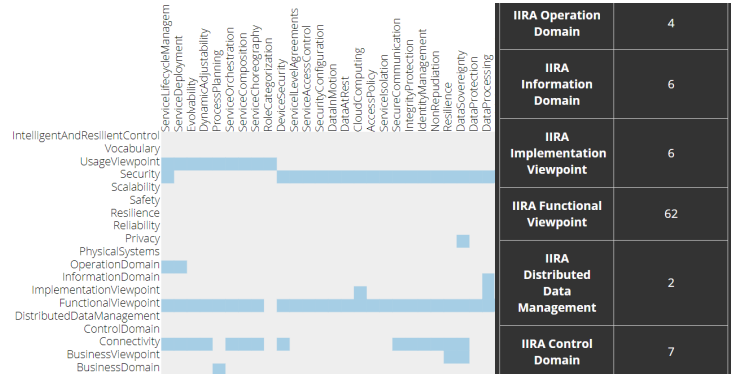 ServiceLifecycleManagem
ServiceDeployment
Evolvability
DynamicAdjustability
ProcessPlanning
ServiceOrchestration
ServiceComposition
ServiceChoreography
RoleCategorization
DeviceSecurity
ServiceLevelAgreements
ServiceAccessControl
SecurityConfiguration
DataInMotion
DataAtRest
CloudComputing
AccessPolicy
ServiceIsolation
SecureCommunication
IntegrityProtection
IdentityManagement
NonRepudiation
Resilience
DataSovereignty
DataProtection
DataProcessing
IntelligentAndResilientControl
Vocabulary
UsageViewpoint
Security
Scalability
Safety
Resilience
Reliability
Privacy
PhysicalSystems
OperationDomain
InformationDomain
ImplementationViewpoint
FunctionalViewpoint
DistributedDataManagement
ControlDomain
Connectivity
BusinessViewpoint
BusinessDomain
IIRA Operation
Domain
4
IIRA
Information
Domain
6
IIRA
Implementation
Viewpoint
6
IIRA Functional
Viewpoint
62
IIRA
Distributed
Data
Management
2
IIRA Control
Domain
7